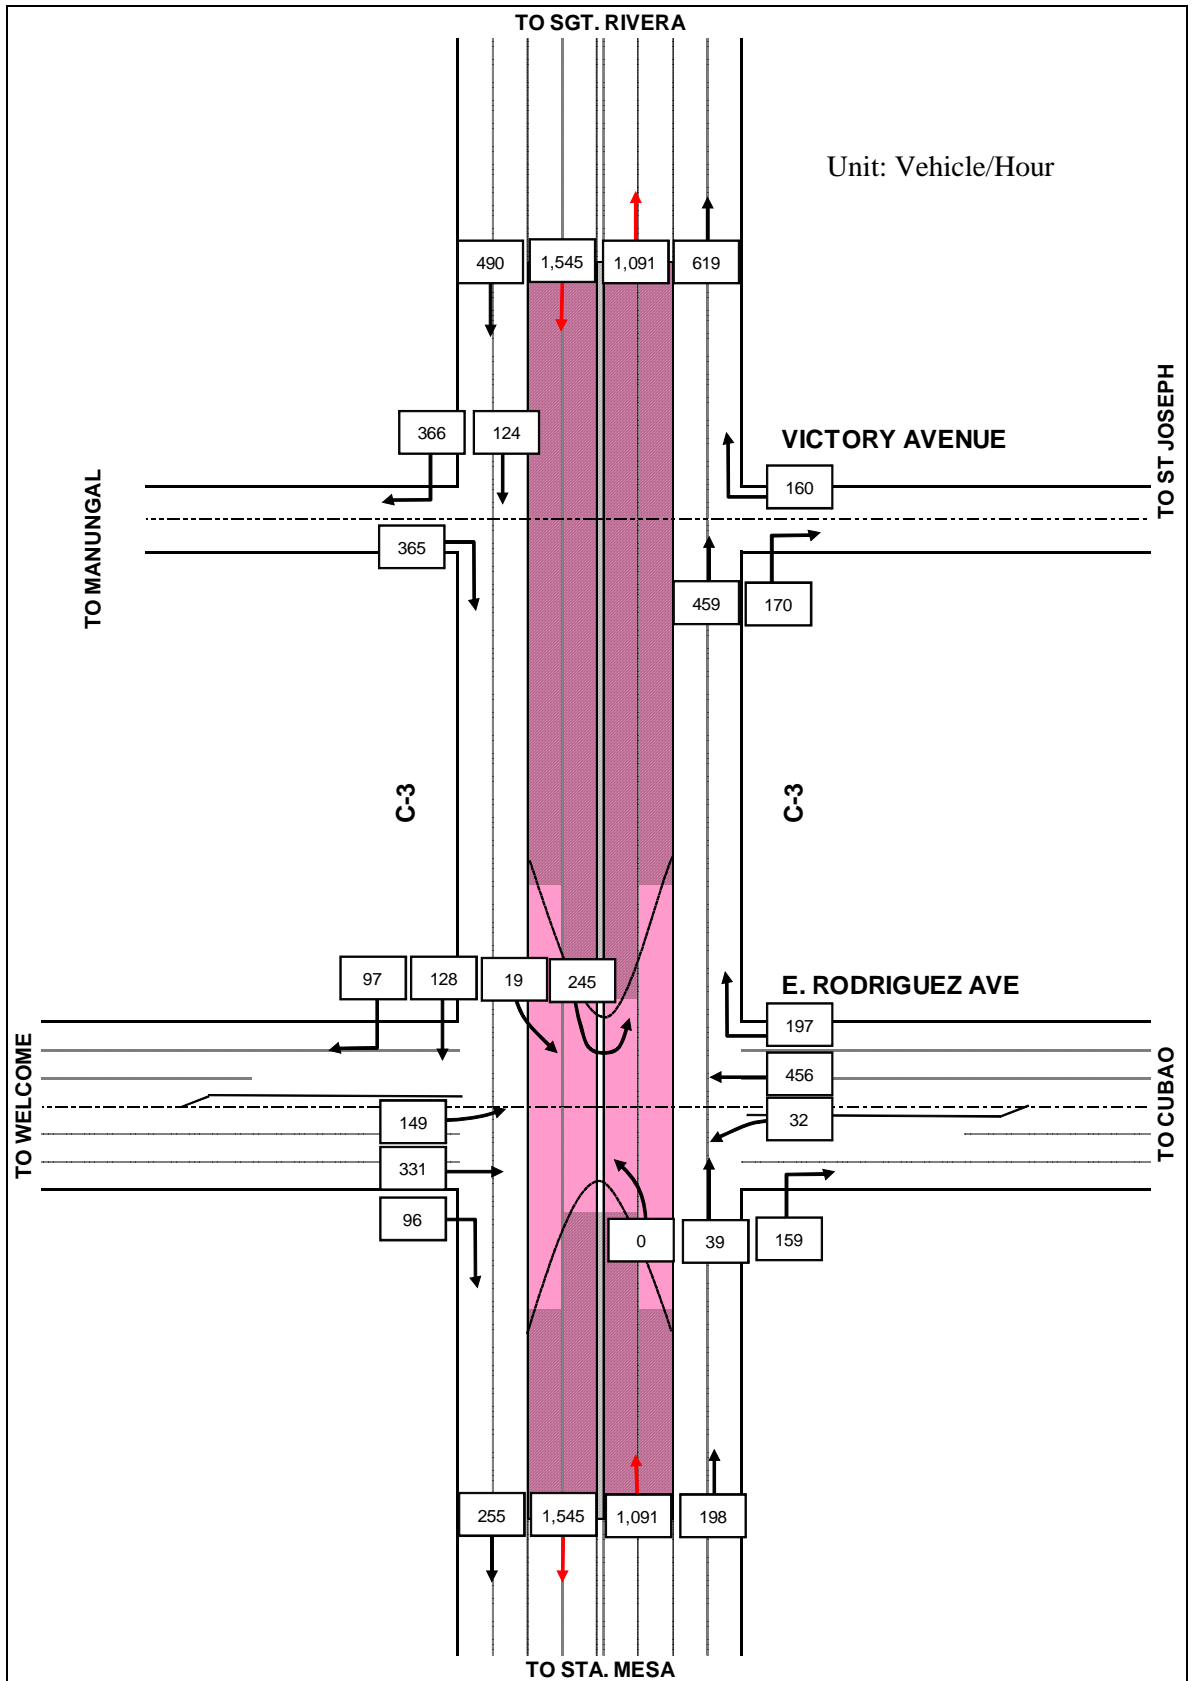 TO SGT. RIVERA
Unit: Vehicle/Hour
490
1,545
1,091
619
366
124
VICTORY AVENUE
TO ST JOSEPH
160
TO MANUNGAL
365
459
170
C-3
C-3
97
128
19
245
E. RODRIGUEZ AVE
197
456
TO WELCOME
149
32
TO CUBAO
331
96
0
39
159
255
1,545
1,091
198
TO STA. MESA